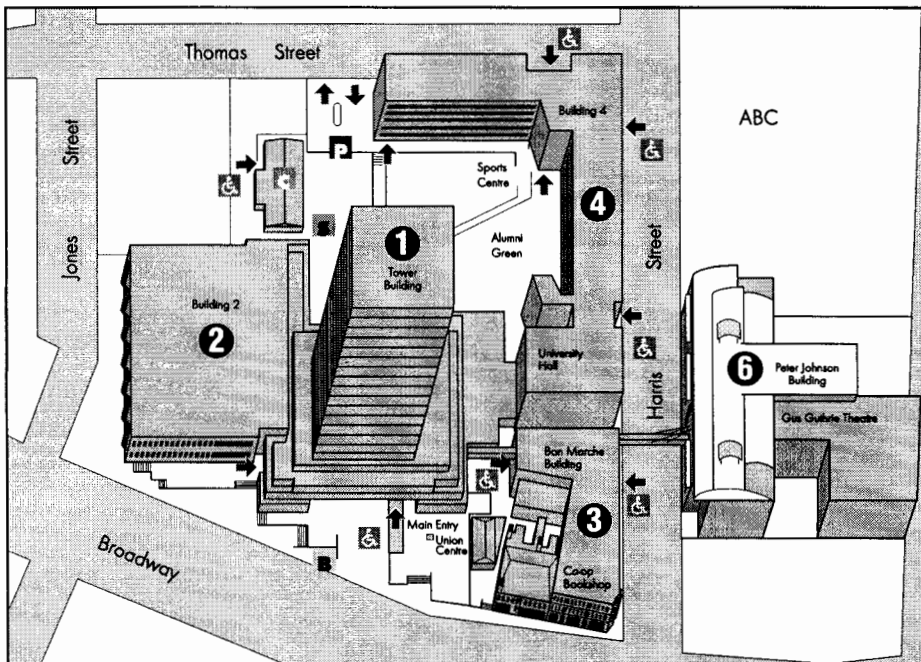 Thomas Street
Jones Street
Building 4
ABC
P
Sports
Centre
C
S
4
1
Tower
Building
Alumni
Green
Harris Street
Building 2
2
University
Hall
6
Peter Johnson
Building
Gus Guthrie Theatre
Bon Marche
Building
3
Main Entry
Union
Centre
B
Co-op
Bookshop
Broadway